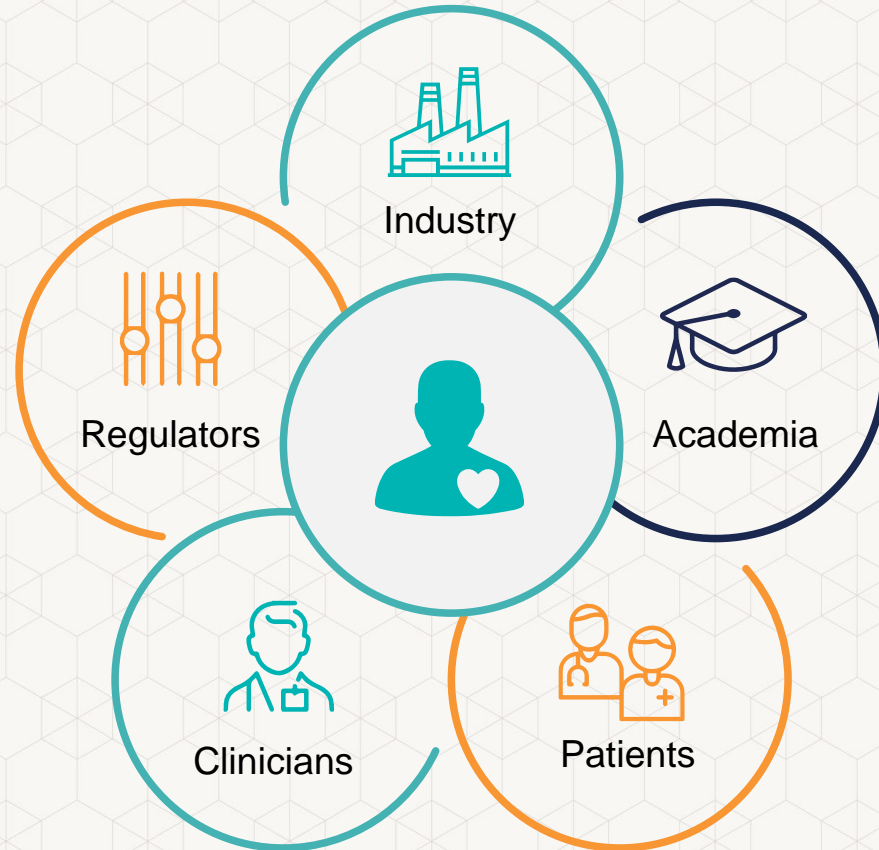 Industry
Regulators
Academia
Clinicians
Patients